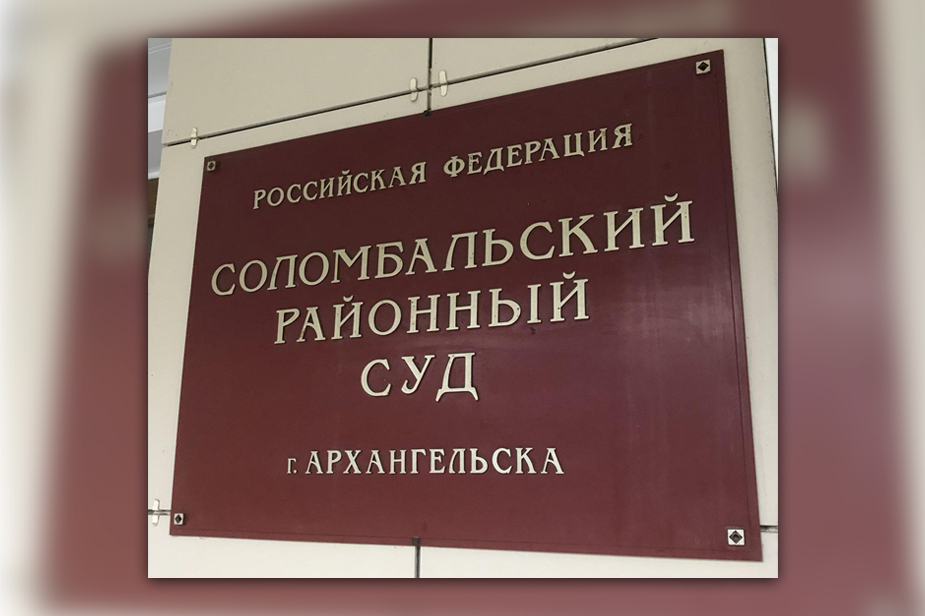 РОССИЙСКАЯ ФЕДЕРАЦИЯ
СОЛОМБАЛЬСКИЙ
РАЙОННЫЙ
СУД
г. АРХАНГЕЛЬСКА